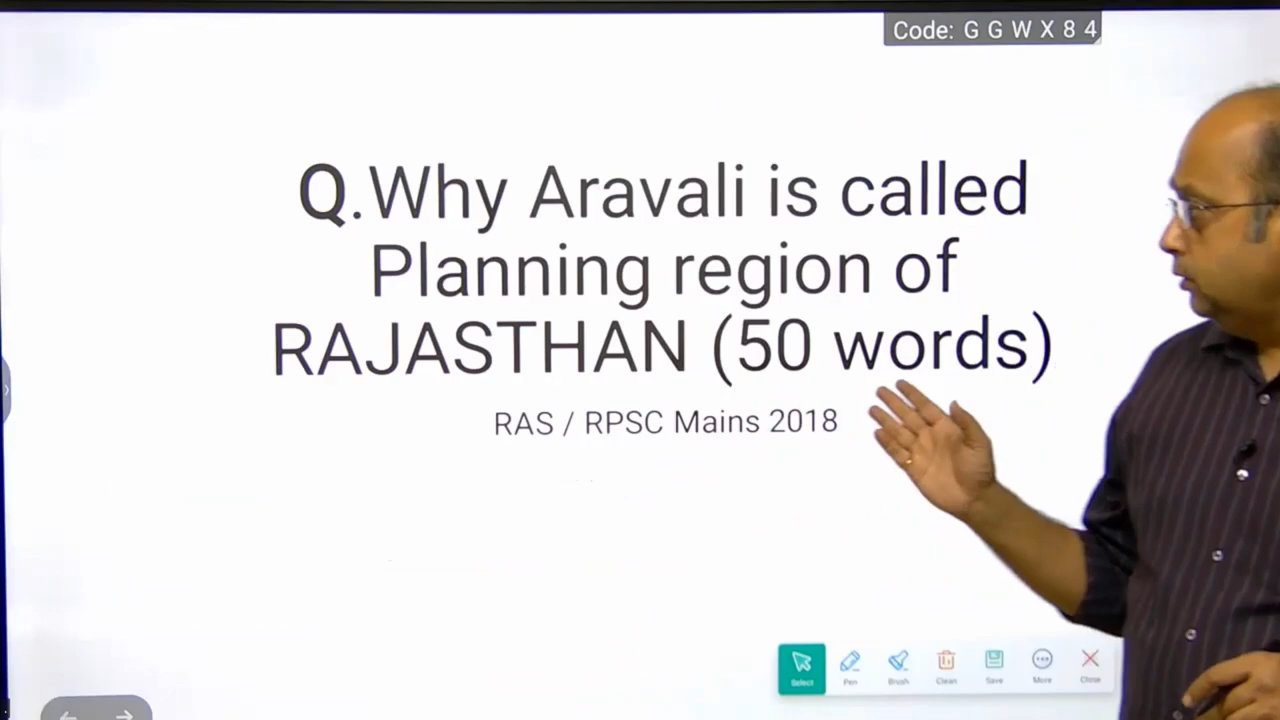 Code: G G W X 8 4
Q.Why Aravali is called
Planning region of
RAJASTHAN (50 words)
RAS / RPSC Mains 2018
Select Pen Brush Clean Save More Close